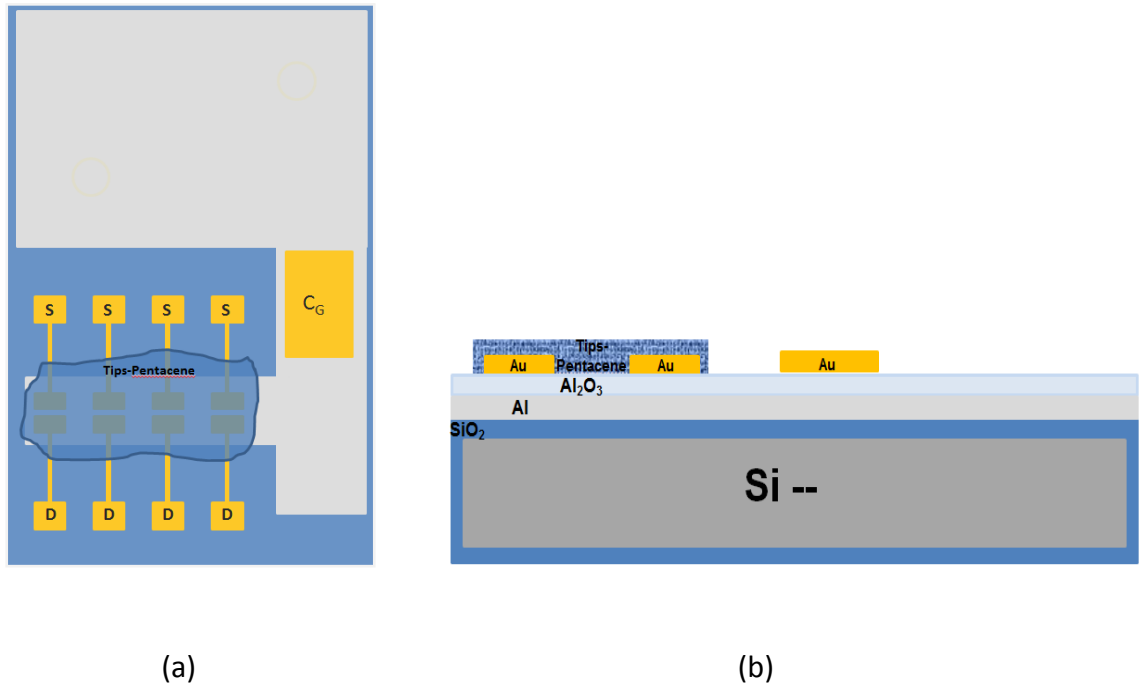 S S S S
C_G
Tips-Pentacene
D D D D
Tips-
Pentacene
Au Au Au
Al₂O₃
Al
SiO₂
Si --
(a) (b)